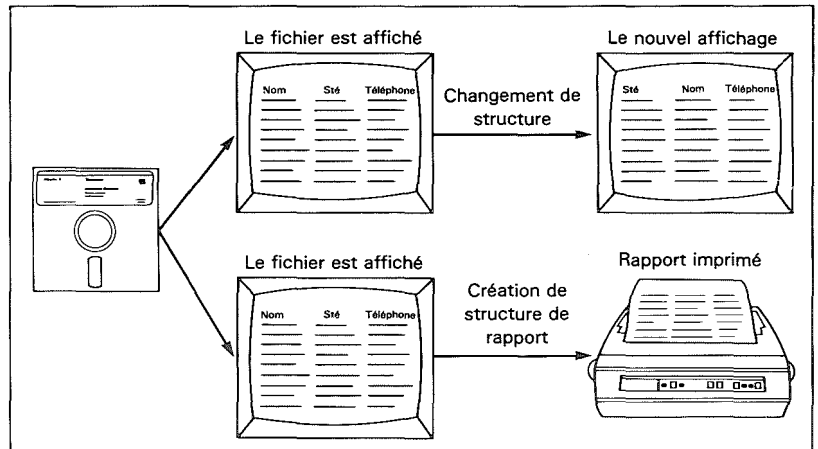 Le fichier est affiché
Nom Sté Téléphone
Changement de
structure
Le nouvel affichage
Sté Nom Téléphone
Le fichier est affiché
Nom Sté Téléphone
Création de
structure de
rapport
Rapport imprimé